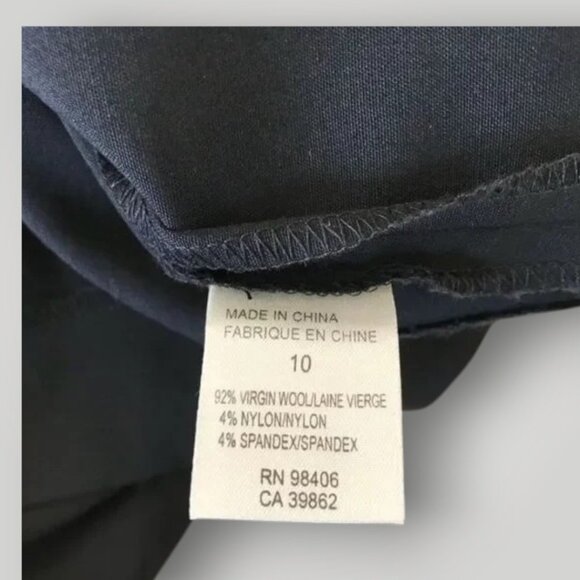 MADE IN CHINA
FABRIQUE EN CHINE
10
92% VIRGIN WOOL/LAINE VIERGE
4% NYLON/NYLON
4% SPANDEX/SPANDEX
RN 98406
CA 39862